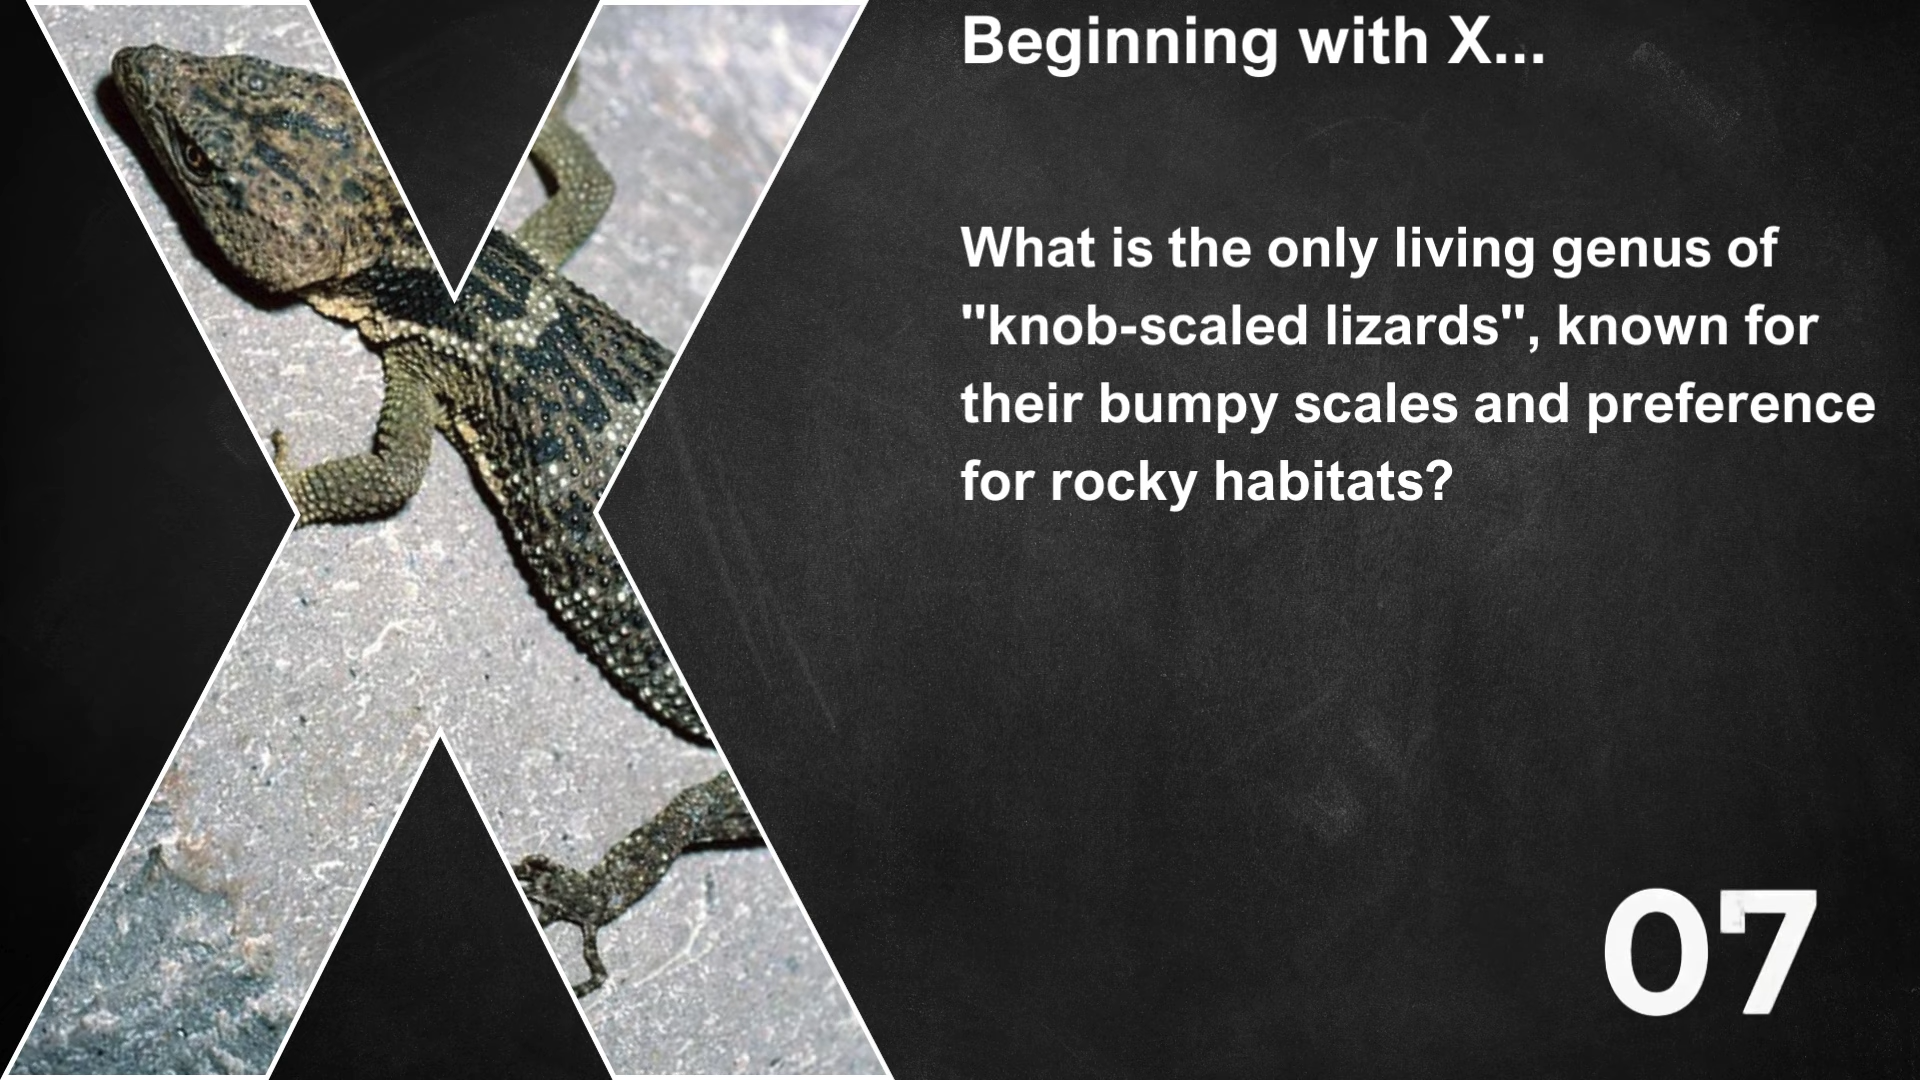 Beginning with X...
What is the only living genus of
"knob-scaled lizards", known for
their bumpy scales and preference
for rocky habitats?
07